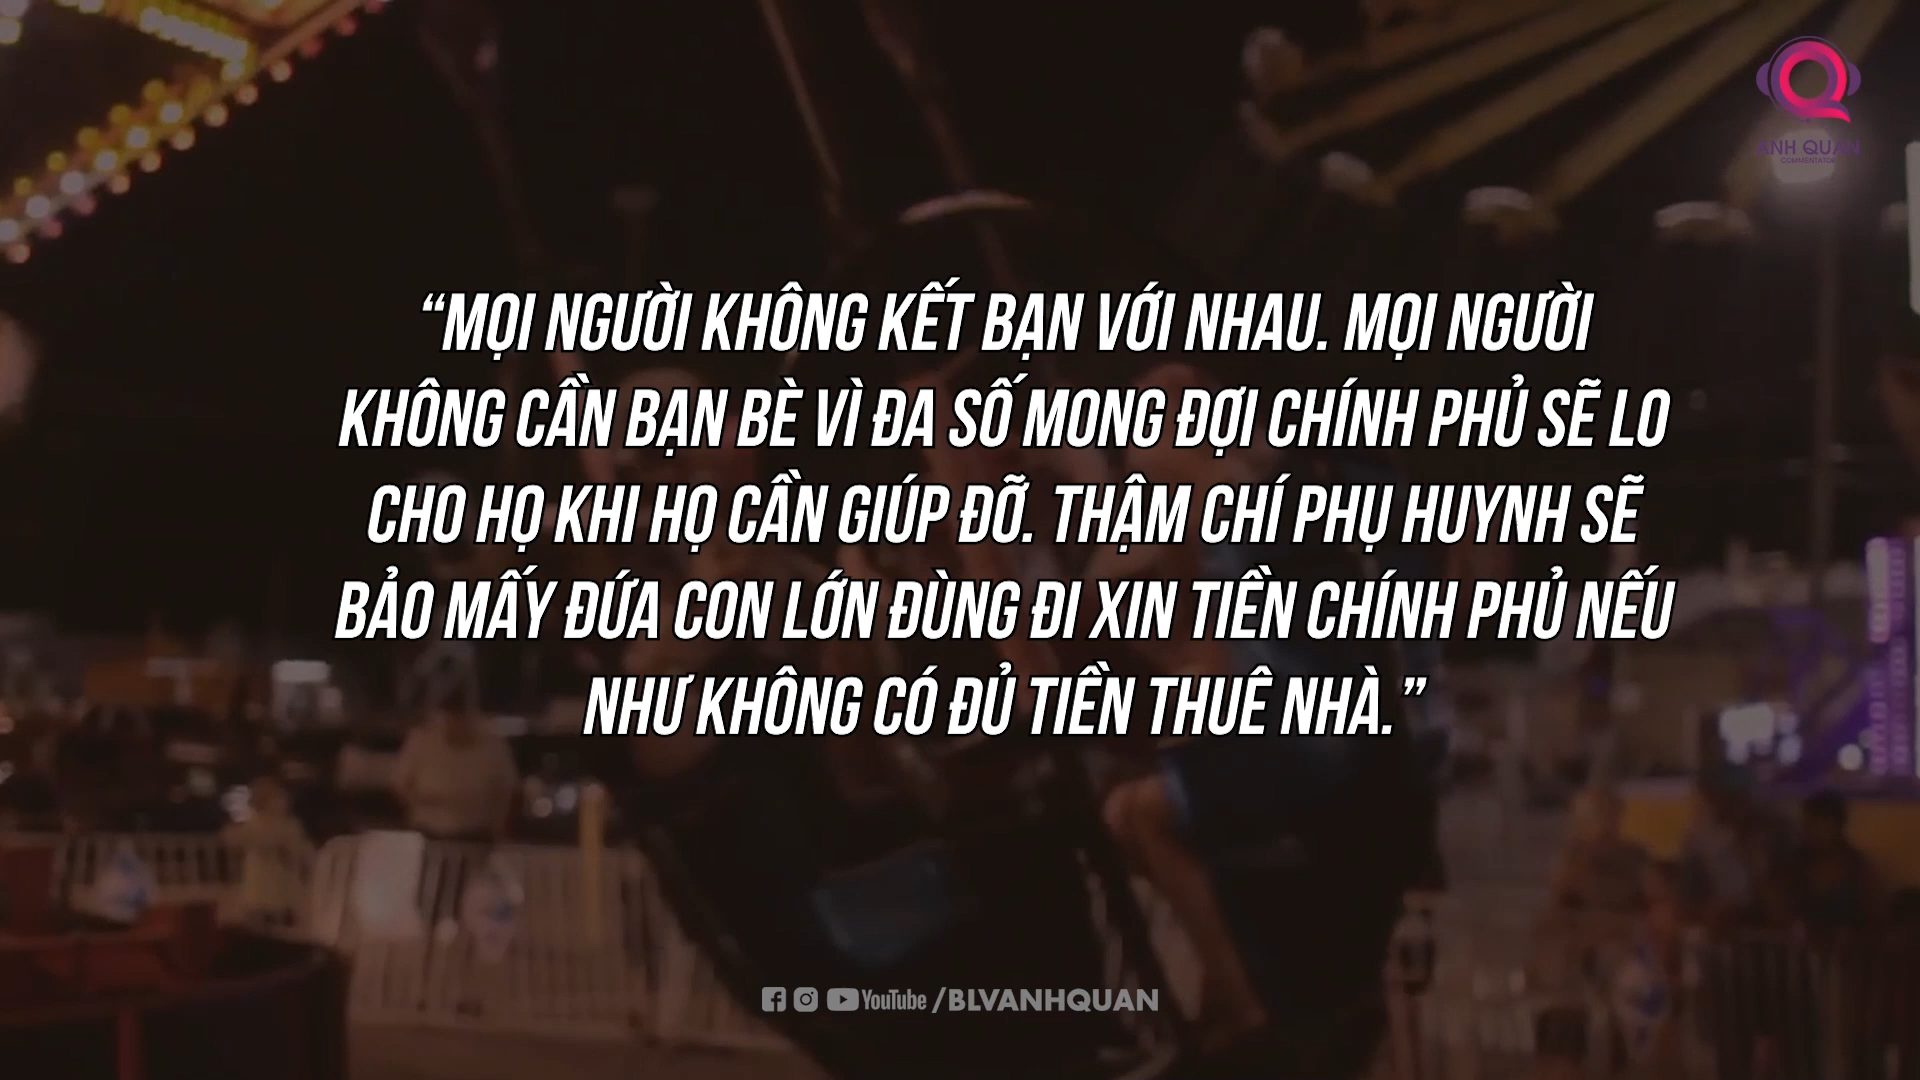 ANH QUAN
COMMENTATOR
“MỌI NGƯỜI KHÔNG KẾT BẠN VỚI NHAU. MỌI NGƯỜI
KHÔNG CẦN BẠN BÈ VÌ ĐA SỐ MONG ĐỢI CHÍNH PHỦ SẼ LO
CHO HỌ KHI HỌ CẦN GIÚP ĐỠ. THẬM CHÍ PHỤ HUYNH SẼ
BẢO MẤY ĐỨA CON LỚN ĐÙNG ĐI XIN TIỀN CHÍNH PHỦ NẾU
NHƯ KHÔNG CÓ ĐỦ TIỀN THUÊ NHÀ.”
YouTube /BLVANHQUAN